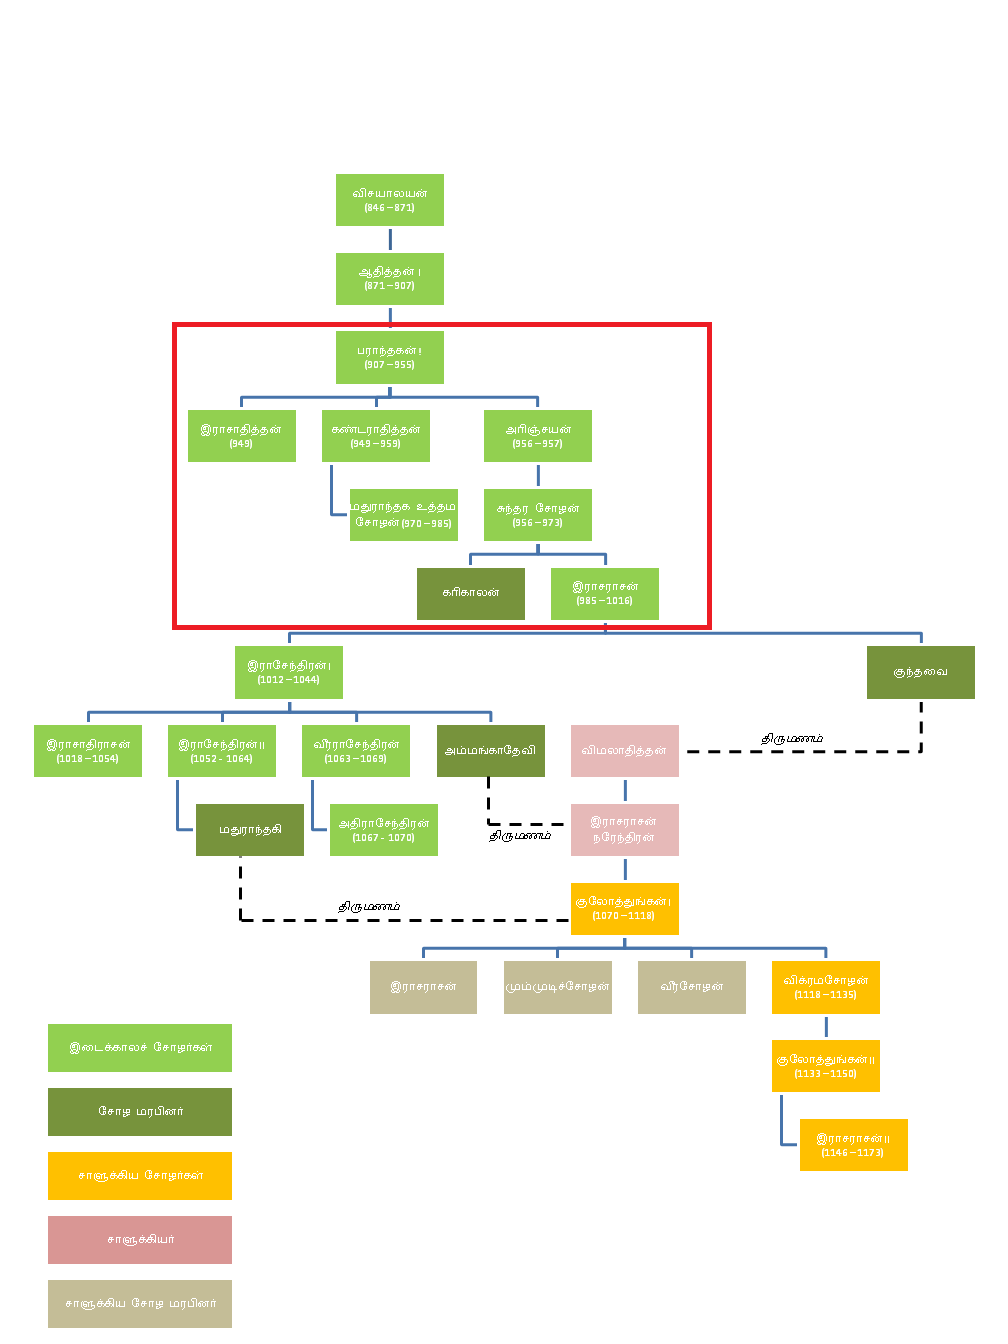 விசயாலயன்
(846–871)
ஆதித்தன்I
(871–907)
பராந்தகன்I
(907–955)
இராசாதித்தன்
(949)
கண்டராதித்தன்
(949–959)
அரிஞ்சயன்
(956–957)
மதுராந்தக உத்தம
சோழன்(970–985)
சுந்தர சோழன்
(956–973)
கரிகாலன்
இராசராசன்
(985–1016)
இராசேந்திரன்I
(1012–1044)
குந்தவை
இராசாதிராசன்
(1018–1054)
இராசேந்திரன்II
(1052- 1064)
வீரராசேந்திரன்
(1063–1069)
அம்மங்காதேவி
விமலாதித்தன்
திருமணம்
மதுராந்தகி
அதிராசேந்திரன்
(1067- 1070)
திருமணம்
இராசராசன்
நரேந்திரன்
திருமணம்
குலோத்துங்கன்I
(1070–1118)
இராசராசன்
மும்முடிச்சோழன்
வீரசோழன்
விக்ரமசோழன்
(1118–1135)
குலோத்துங்கன்II
(1133–1150)
இராசராசன்II
(1146–1173)
இடைக்காலச் சோழர்கள்
சோழ மரபினர்
சாளுக்கிய சோழர்கள்
சாளுக்கியர்
சாளுக்கிய சோழ மரபினர்